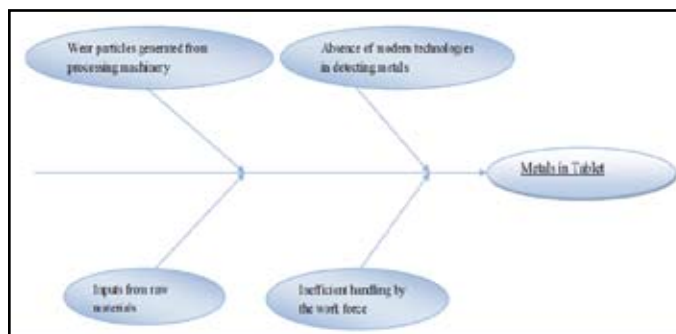 Wear particles generated from
processing machinery
Absence of modern technologies
in detecting metals
Metals in Tablet
Inputs from raw
materials
Inefficient handling by
the work force